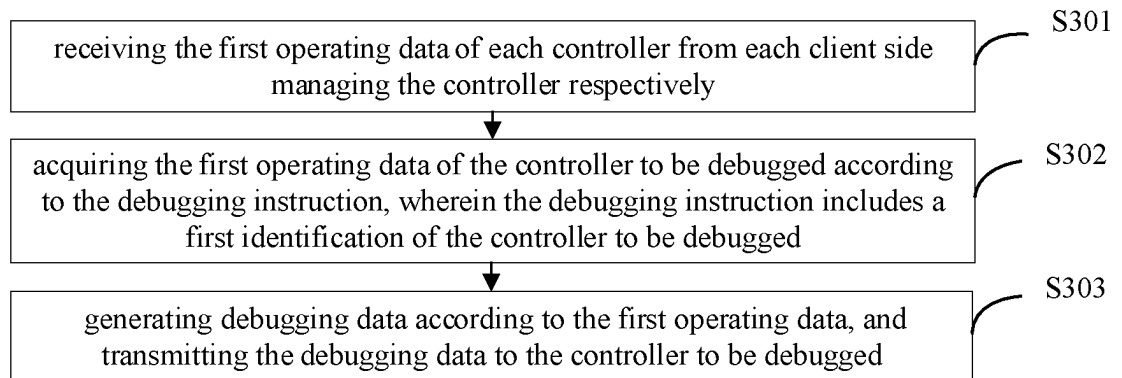 S301
receiving the first operating data of each controller from each client side
managing the controller respectively
S302
acquiring the first operating data of the controller to be debugged according
to the debugging instruction, wherein the debugging instruction includes a
first identification of the controller to be debugged
S303
generating debugging data according to the first operating data, and
transmitting the debugging data to the controller to be debugged